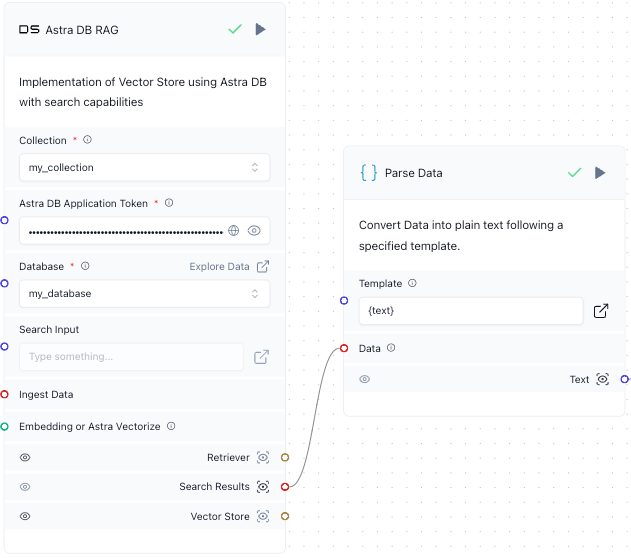 DS Astra DB RAG
Implementation of Vector Store using Astra DB
with search capabilities
Collection *
my_collection
Astra DB Application Token *
••••••••••••••••••••••••••••••••••••••••••••••••
Database *
Explore Data
my_database
Search Input
Type something...
Ingest Data
Embedding or Astra Vectorize
Retriever
Search Results
Vector Store
{ } Parse Data
Convert Data into plain text following a
specified template.
Template
{text}
Data
Text